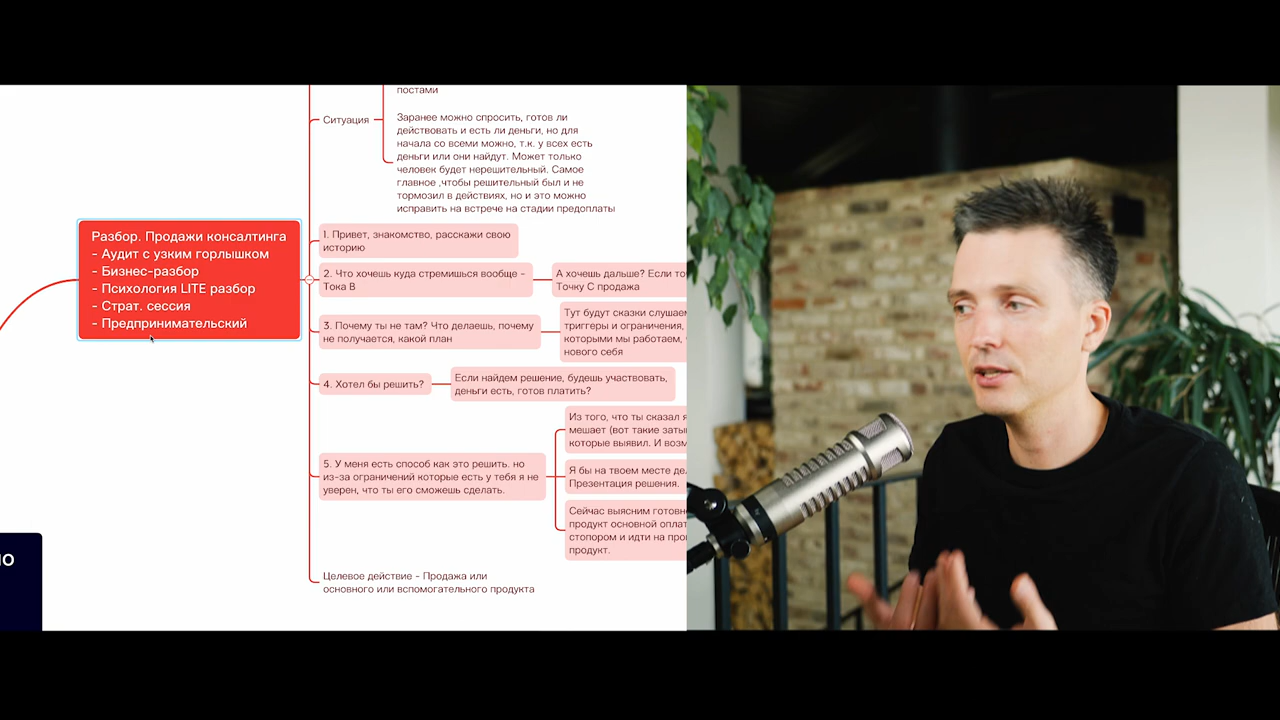 постами
Ситуация
Заранее можно спросить, готов ли
действовать и есть ли деньги, но для
начала со всеми можно, т.к. у всех есть
деньги или они найдут. Может только
человек будет нерешительный. Самое
главное ,чтобы решительный был и не
тормозил в действиях, но и это можно
исправить на встрече на стадии предоплаты
Разбор. Продажи консалтинга
- Аудит с узким горлышком
- Бизнес-разбор
- Психология LITE разбор
- Страт. сессия
- Предпринимательский
1. Привет, знакомство, расскажи свою
историю
2. Что хочешь куда стремишься вообще -
Тока B
А хочешь дальше? Если то
Точку С продажа
3. Почему ты не там? Что делаешь, почему
не получается, какой план
Тут будут сказки слушаем
триггеры и ограничения,
которыми мы работаем,
нового себя
4. Хотел бы решить?
Если найдем решение, будешь участвовать,
деньги есть, готов платить?
5. У меня есть способ как это решить. но
из-за ограничений которые есть у тебя я не
уверен, что ты его сможешь сделать.
Из того, что ты сказал я
мешает (вот такие заты
которые выявил. И возм
Я бы на твоем месте де
Презентация решения.
Сейчас выясним готовн
продукт основной оплат
стопором и идти на про
продукт.
Целевое действие - Продажа или
основного или вспомогательного продукта
ю